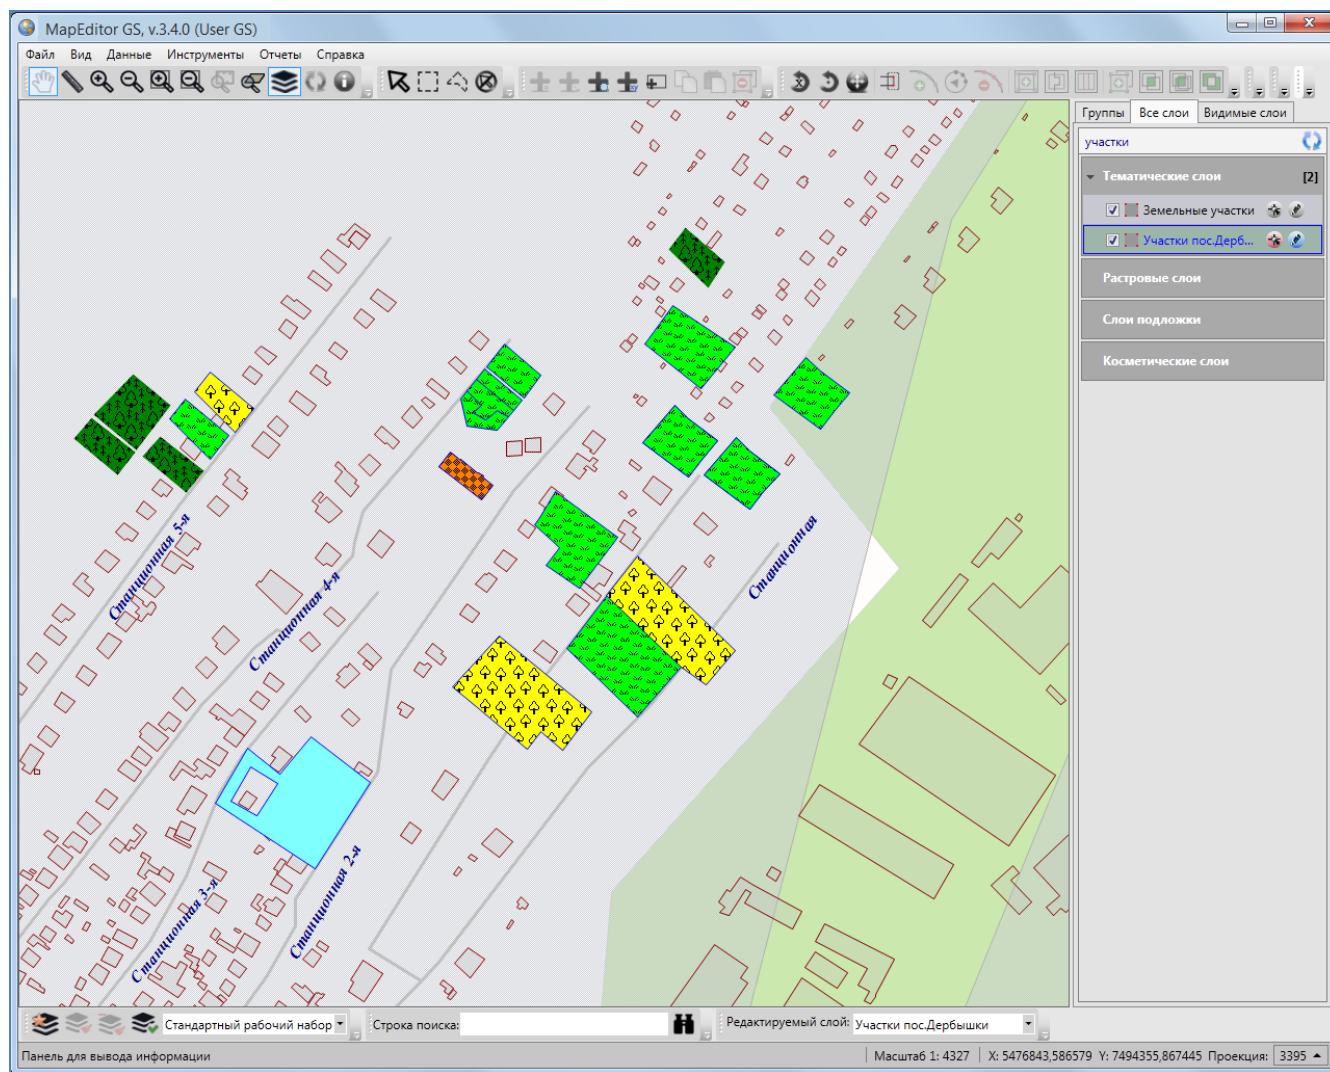 MapEditor GS, v.3.4.0 (User GS)
Файл Вид Данные Инструменты Отчеты Справка
Группы Все слои Видимые слои
участки
Тематические слои [2]
Земельные участки
Участки пос.Дерб...
Растровые слои
Слои подложки
Косметические слои
Станционная 5-я
Станционная 4-я
Станционная
Станционная 3-я
Станционная 2-я
Стандартный рабочий набор Строка поиска: Редактируемый слой: Участки пос.Дербышки
Панель для вывода информации Масштаб 1: 4327 X: 5476843,586579 Y: 7494355,867445 Проекция: 3395